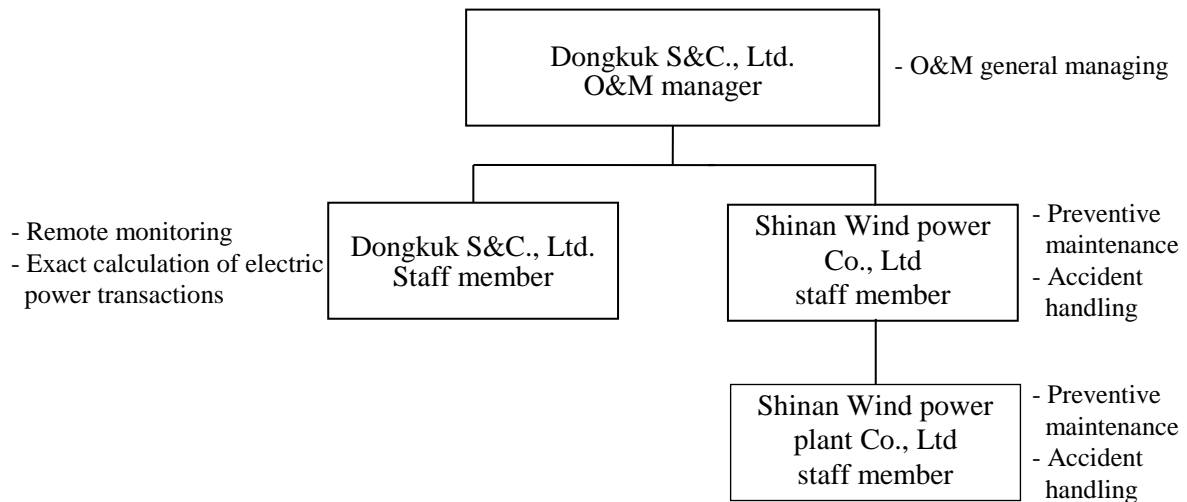 Dongkuk S&C., Ltd.
O&M manager
- O&M general managing
- Remote monitoring
- Exact calculation of electric
power transactions
Dongkuk S&C., Ltd.
Staff member
Shinan Wind power
Co., Ltd
staff member
- Preventive
maintenance
- Accident
handling
Shinan Wind power
plant Co., Ltd
staff member
- Preventive
maintenance
- Accident
handling